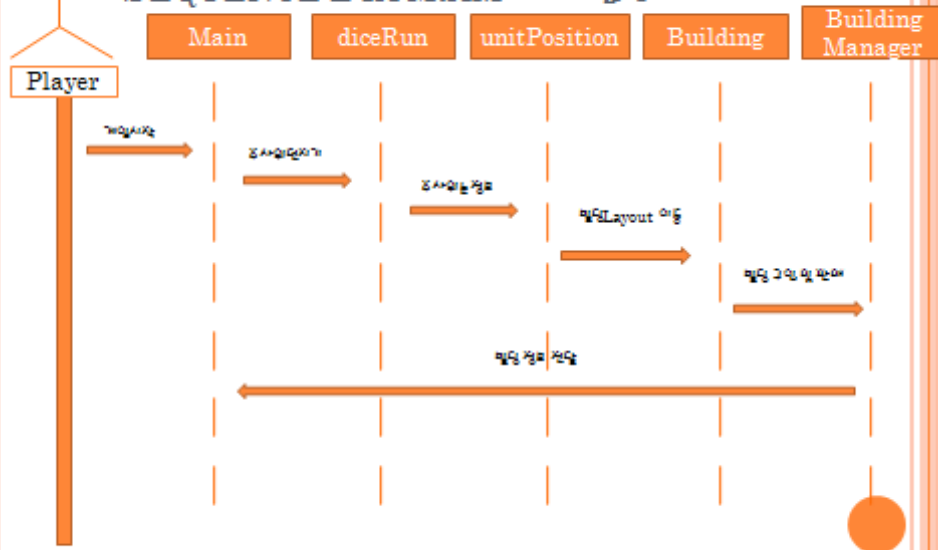 Main
diceRun
unitPosition
Building
Building
Manager
Player
게임시작
주사위던지기
주사위눈정보
빌딩Layout 이동
빌딩 구입 및 판매
빌딩 정보 전달